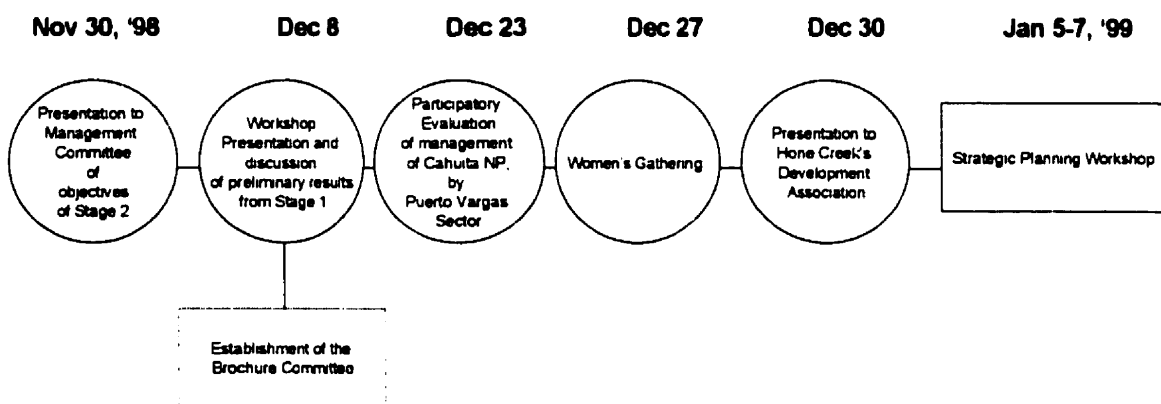 Nov 30, '98
Dec 8
Dec 23
Dec 27
Dec 30
Jan 5-7, '99
Presentation to
Management
Committee
of
objectives
of Stage 2
Workshop
Presentation and
discussion
of preliminary results
from Stage 1
Participatory
Evaluation
of management
of Cahuita NP,
by
Puerto Vargas
Sector
Women's Gathering
Presentation to
Hone Creek's
Development
Association
Strategic Planning Workshop
Establishment of the
Brochure Committee